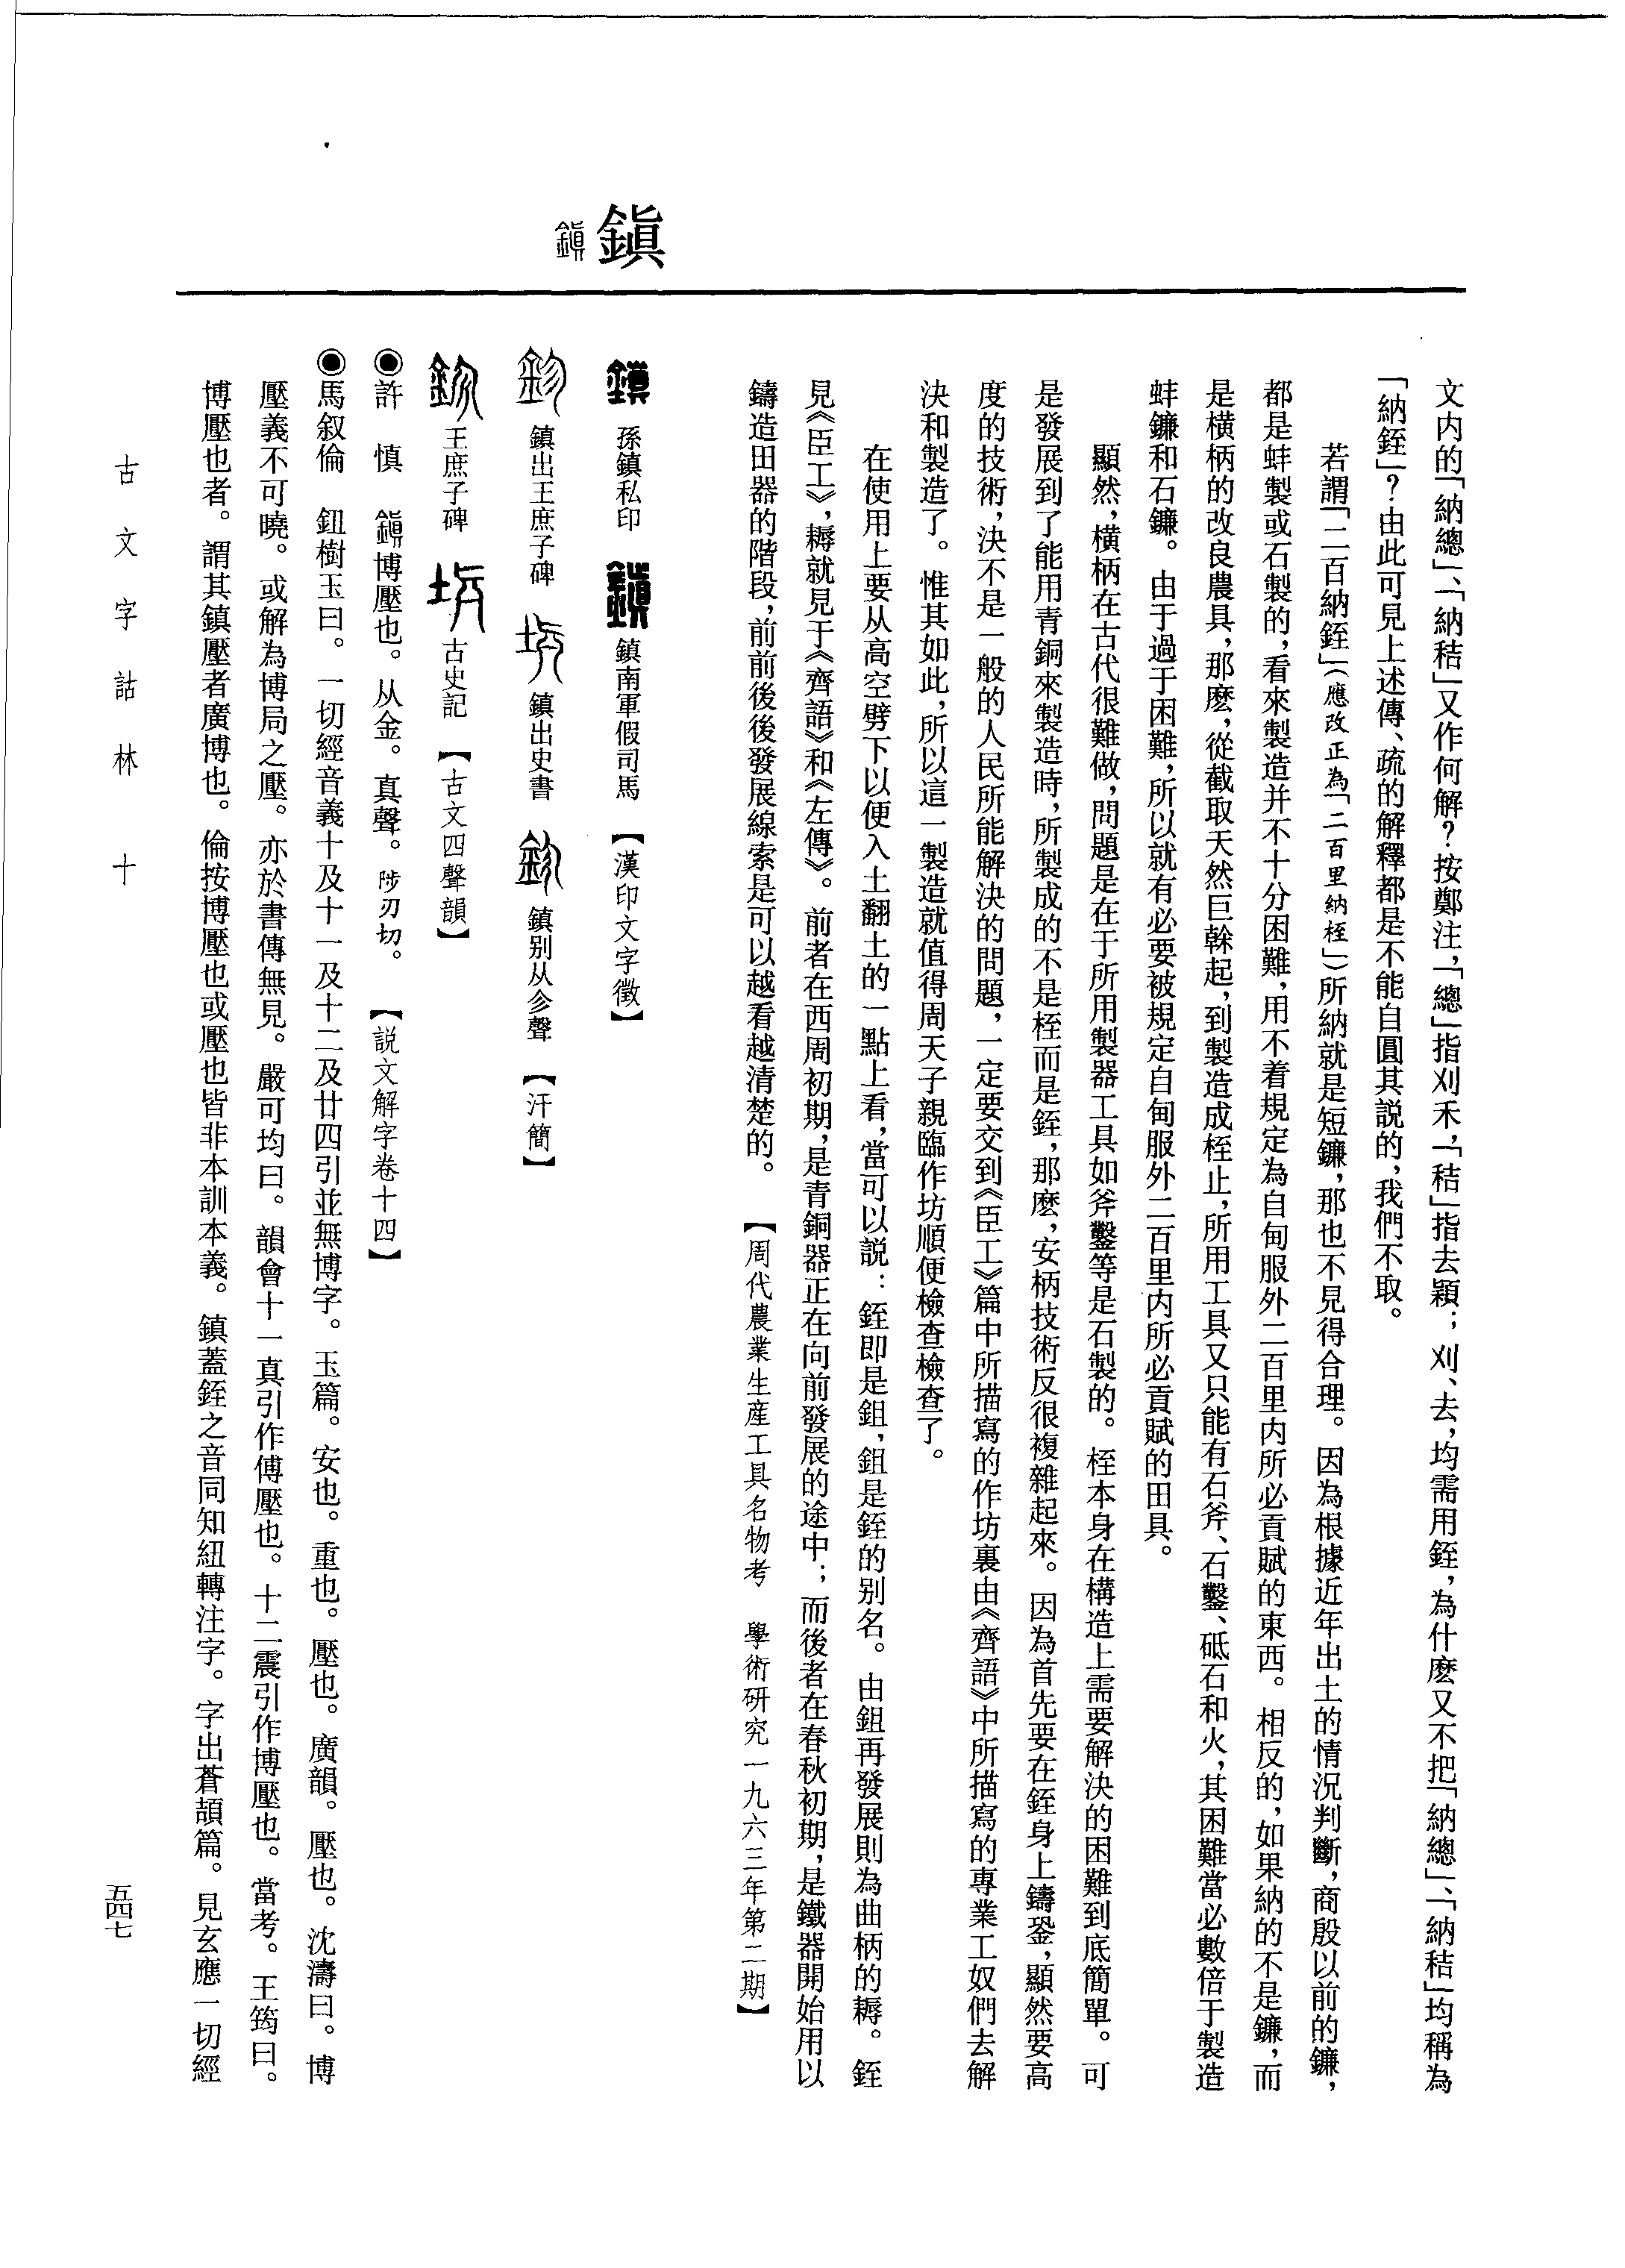 鎭
文内的「納總」、「納秸」又作何解？按鄭注，「總」指刈禾，「秸」指去穎；刈、去，均需用銍，為什麽又不把「納總」、「納秸」均稱為
「納銍」？由此可見上述傳、疏的解釋都是不能自圓其説的，我們不取。
若謂「二百納銍」（應改正為「二百里納桎」）所納就是短鐮，那也不見得合理。因為根據近年出土的情況判斷，商殷以前的鐮，
都是蚌製或石製的，看來製造并不十分困難，用不着規定為自甸服外二百里内所必貢賦的東西。相反的，如果納的不是鐮，而
是橫柄的改良農具，那麽，從截取天然巨榦起，到製造成桎止，所用工具又只能有石斧、石鑿、砥石和火，其困難當必數倍于製造
蚌鐮和石鐮。由于過于困難，所以就有必要被規定自甸服外二百里内所必貢賦的田具。
顯然，橫柄在古代很難做，問題是在于所用製器工具如斧鑿等是石製的。桎本身在構造上需要解決的困難到底簡單。可
是發展到了能用青銅來製造時，所製成的不是桎而是銍，那麽，安柄技術反很複雜起來。因為首先要在銍身上鑄銎，顯然要高
度的技術，決不是一般的人民所能解決的問題，一定要交到《臣工》篇中所描寫的作坊裏由《齊語》中所描寫的專業工奴們去解
決和製造了。惟其如此，所以這一製造就值得周天子親臨作坊順便檢查檢查了。
在使用上要从高空劈下以便入土翻土的一點上看，當可以説：銍即是鉏，鉏是銍的别名。由鉏再發展則為曲柄的耨。銍
見《臣工》，耨就見于《齊語》和《左傳》。前者在西周初期，是青銅器正在向前發展的途中；而後者在春秋初期，是鐵器開始用以
鑄造田器的階段，前前後後發展線索是可以越看越清楚的。【周代農業生産工具名物考　學術研究一九六三年第二期】
孫鎮私印　鎮南軍假司馬【漢印文字徵】
鎮出王庶子碑　鎮出史書　鎮别从㐱聲【汗簡】
王庶子碑　古史記【古文四聲韻】
◉許　慎　鎭博壓也。从金。真聲。陟刃切。【説文解字卷十四】
◉馬叙倫　鈕樹玉曰。一切經音義十及十一及十二及廿四引並無博字。玉篇。安也。重也。壓也。廣韻。壓也。沈濤曰。博
壓義不可曉。或解為博局之壓。亦於書傳無見。嚴可均曰。韻會十一真引作傅壓也。十二震引作博壓也。當考。王筠曰。
博壓也者。謂其鎮壓者廣博也。倫按博壓也或壓也皆非本訓本義。鎮蓋銍之音同知紐轉注字。字出蒼頡篇。見玄應一切經
古文字詁林　十
五四七